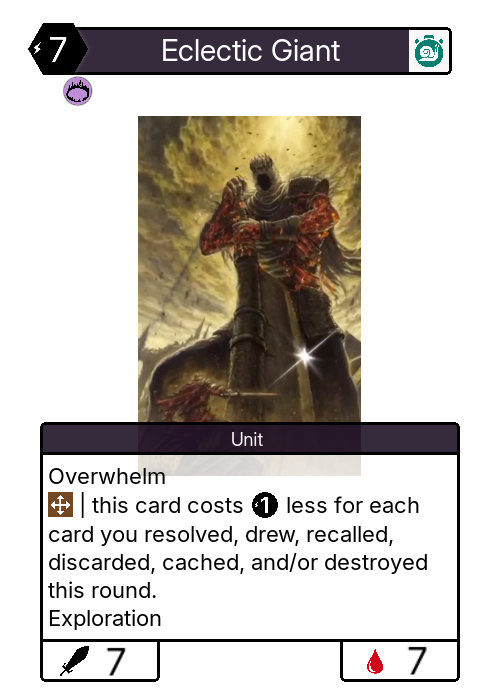 7 Eclectic Giant
Unit
Overwhelm
| this card costs 1 less for each
card you resolved, drew, recalled,
discarded, cached, and/or destroyed
this round.
Exploration
7 7